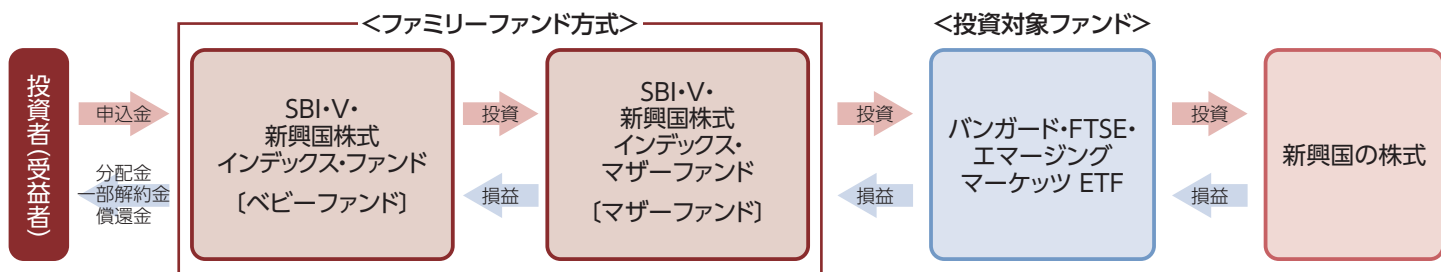 <ファミリーファンド方式>
<投資対象ファンド>
投資者(受益者)
申込金
分配金
一部解約金
償還金
SBI・V・
新興国株式
インデックス・ファンド
〔ベビーファンド〕
投資
損益
SBI・V・
新興国株式
インデックス・
マザーファンド
〔マザーファンド〕
投資
損益
バンガード・FTSE・
エマージング
マーケッツ ETF
投資
損益
新興国の株式